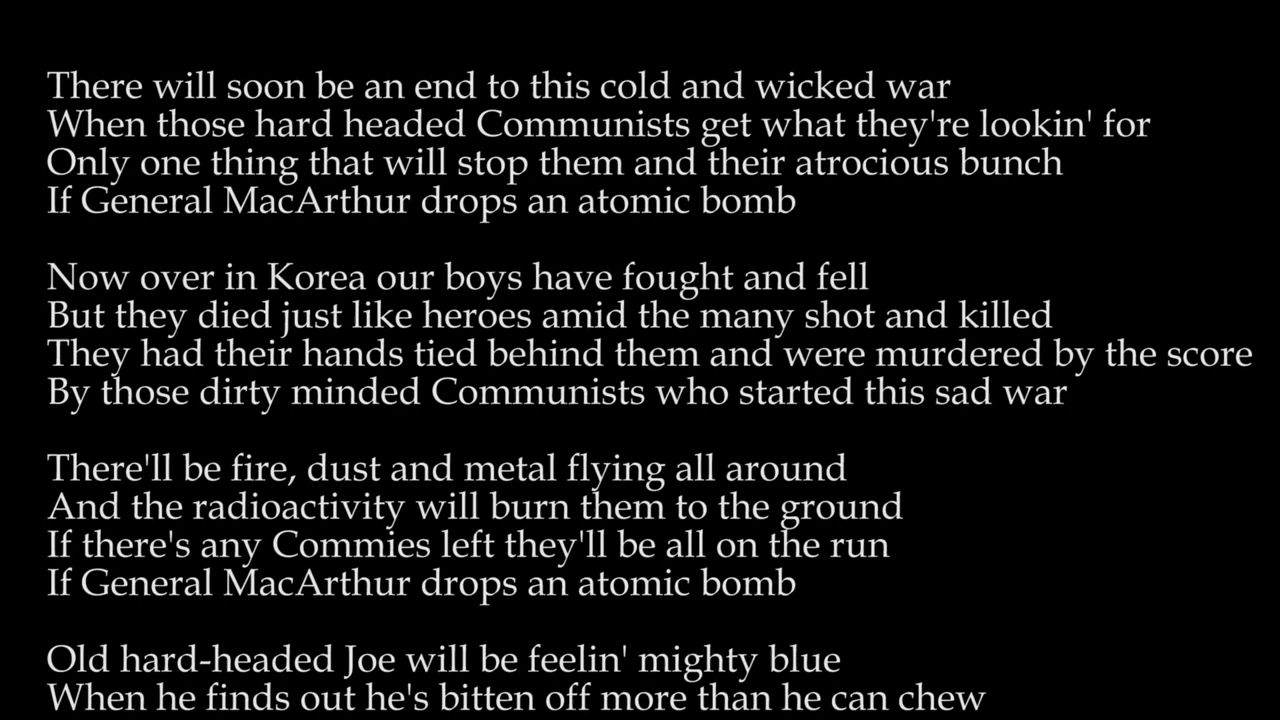 There will soon be an end to this cold and wicked war
When those hard headed Communists get what they're lookin' for
Only one thing that will stop them and their atrocious bunch
If General MacArthur drops an atomic bomb
Now over in Korea our boys have fought and fell
But they died just like heroes amid the many shot and killed
They had their hands tied behind them and were murdered by the score
By those dirty minded Communists who started this sad war
There'll be fire, dust and metal flying all around
And the radioactivity will burn them to the ground
If there's any Commies left they'll be all on the run
If General MacArthur drops an atomic bomb
Old hard-headed Joe will be feelin' mighty blue
When he finds out he's bitten off more than he can chew